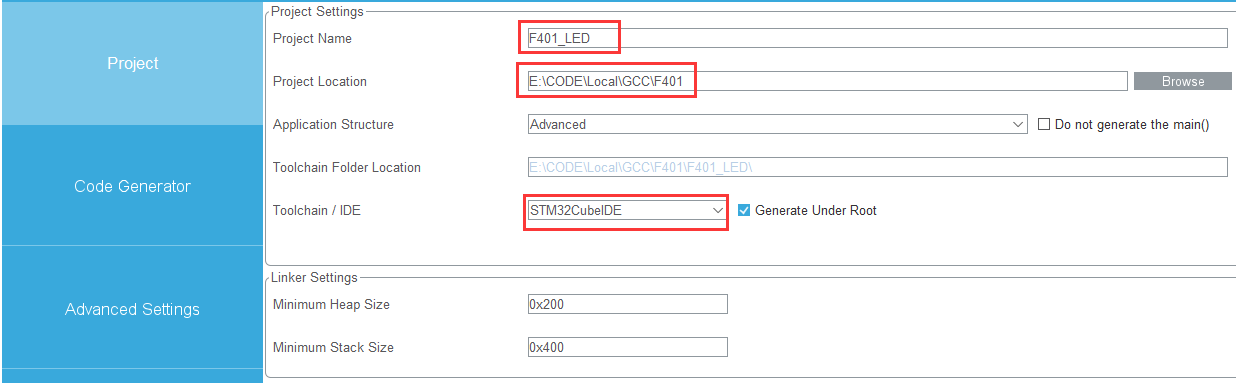 Project
Code Generator
Advanced Settings
Project Settings
Project Name
F401_LED
Project Location
E:\CODE\Local\GCC\F401
Browse
Application Structure
Advanced
Do not generate the main()
Toolchain Folder Location
E:\CODE\Local\GCC\F401\F401_LED\
Toolchain / IDE
STM32CubeIDE
Generate Under Root
Linker Settings
Minimum Heap Size
0x200
Minimum Stack Size
0x400